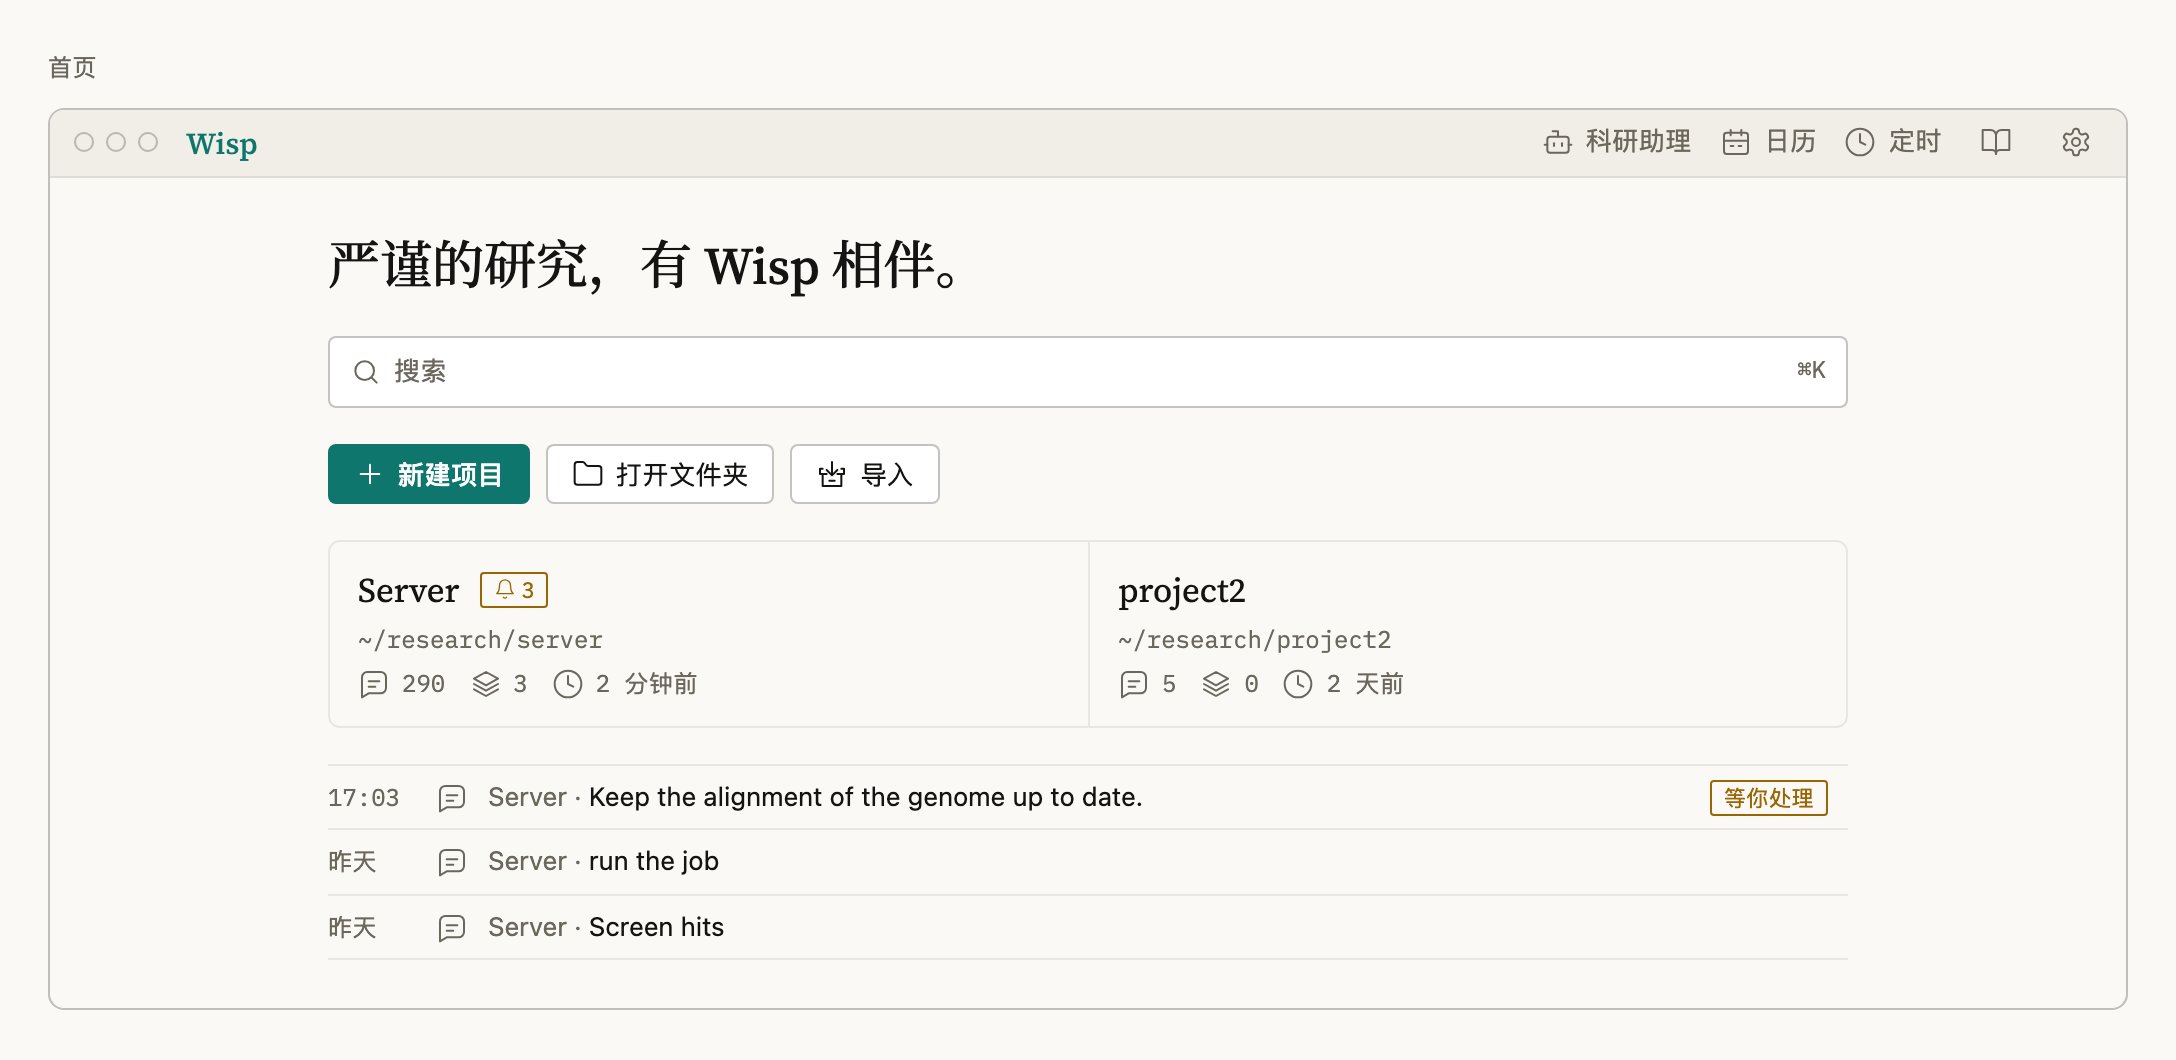 首页
Wisp 科研助理 日历 定时
严谨的研究，有 Wisp 相伴。
搜索 ⌘K
新建项目 打开文件夹 导入
Server 3
~/research/server
290 3 2 分钟前
project2
~/research/project2
5 0 2 天前
17:03 Server · Keep the alignment of the genome up to date. 等你处理
昨天 Server · run the job
昨天 Server · Screen hits